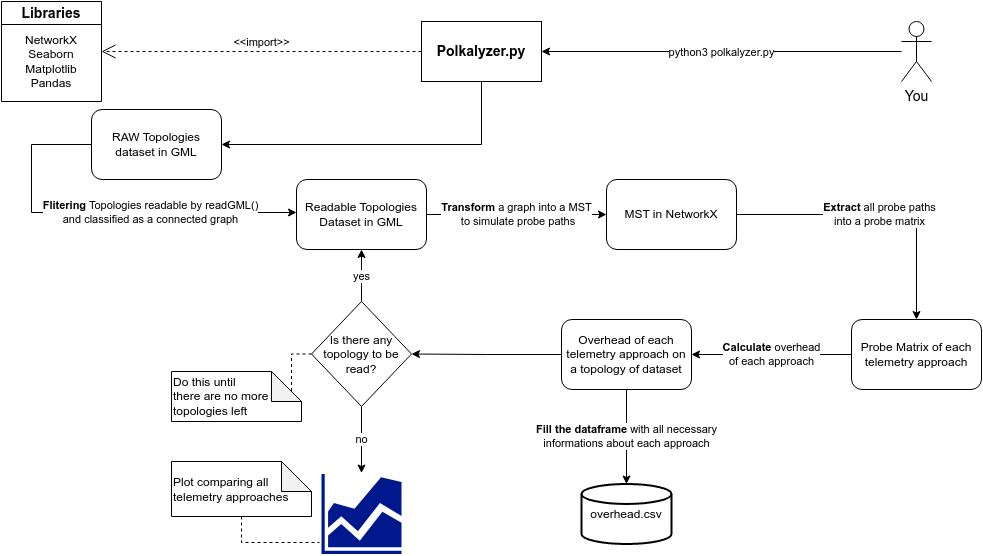 Libraries
NetworkX
Seaborn
Matplotlib
Pandas
<<import>>
Polkalyzer.py
python3 polkalyzer.py
You
RAW Topologies
dataset in GML
Flitering Topologies readable by readGML()
and classified as a connected graph
Readable Topologies
Dataset in GML
Transform a graph into a MST
to simulate probe paths
MST in NetworkX
Extract all probe paths
into a probe matrix
yes
Is there any
topology to be
read?
Overhead of each
telemetry approach on
a topology of dataset
Calculate overhead
of each approach
Probe Matrix of each
telemetry approach
Do this until
there are no more
topologies left
no
Fill the dataframe with all necessary
informations about each approach
Plot comparing all
telemetry approaches
overhead.csv